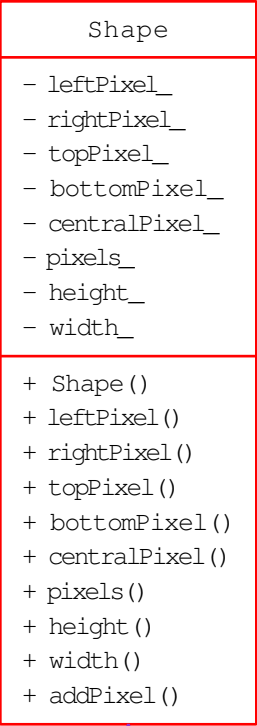 Shape
- leftPixel_
- rightPixel_
- topPixel_
- bottomPixel_
- centralPixel_
- pixels_
- height_
- width_
+ Shape()
+ leftPixel()
+ rightPixel()
+ topPixel()
+ bottomPixel()
+ centralPixel()
+ pixels()
+ height()
+ width()
+ addPixel()